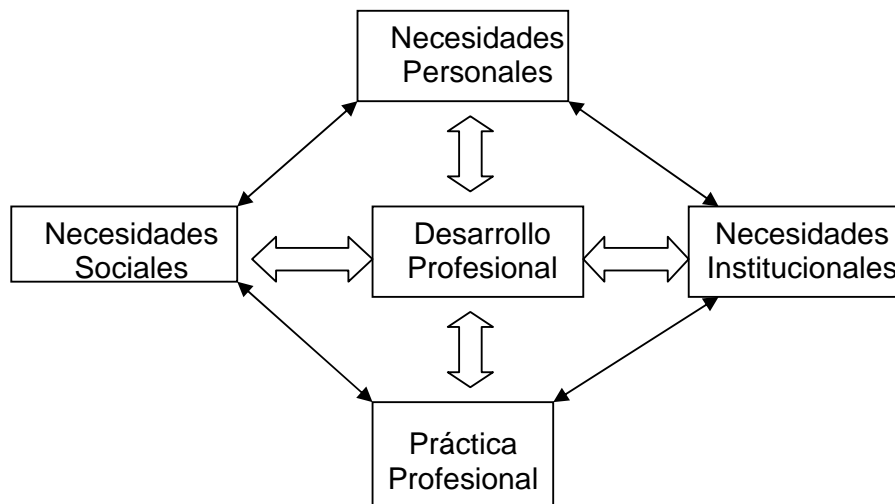 Necesidades
Personales
Necesidades
Sociales
Desarrollo
Profesional
Necesidades
Institucionales
Práctica
Profesional